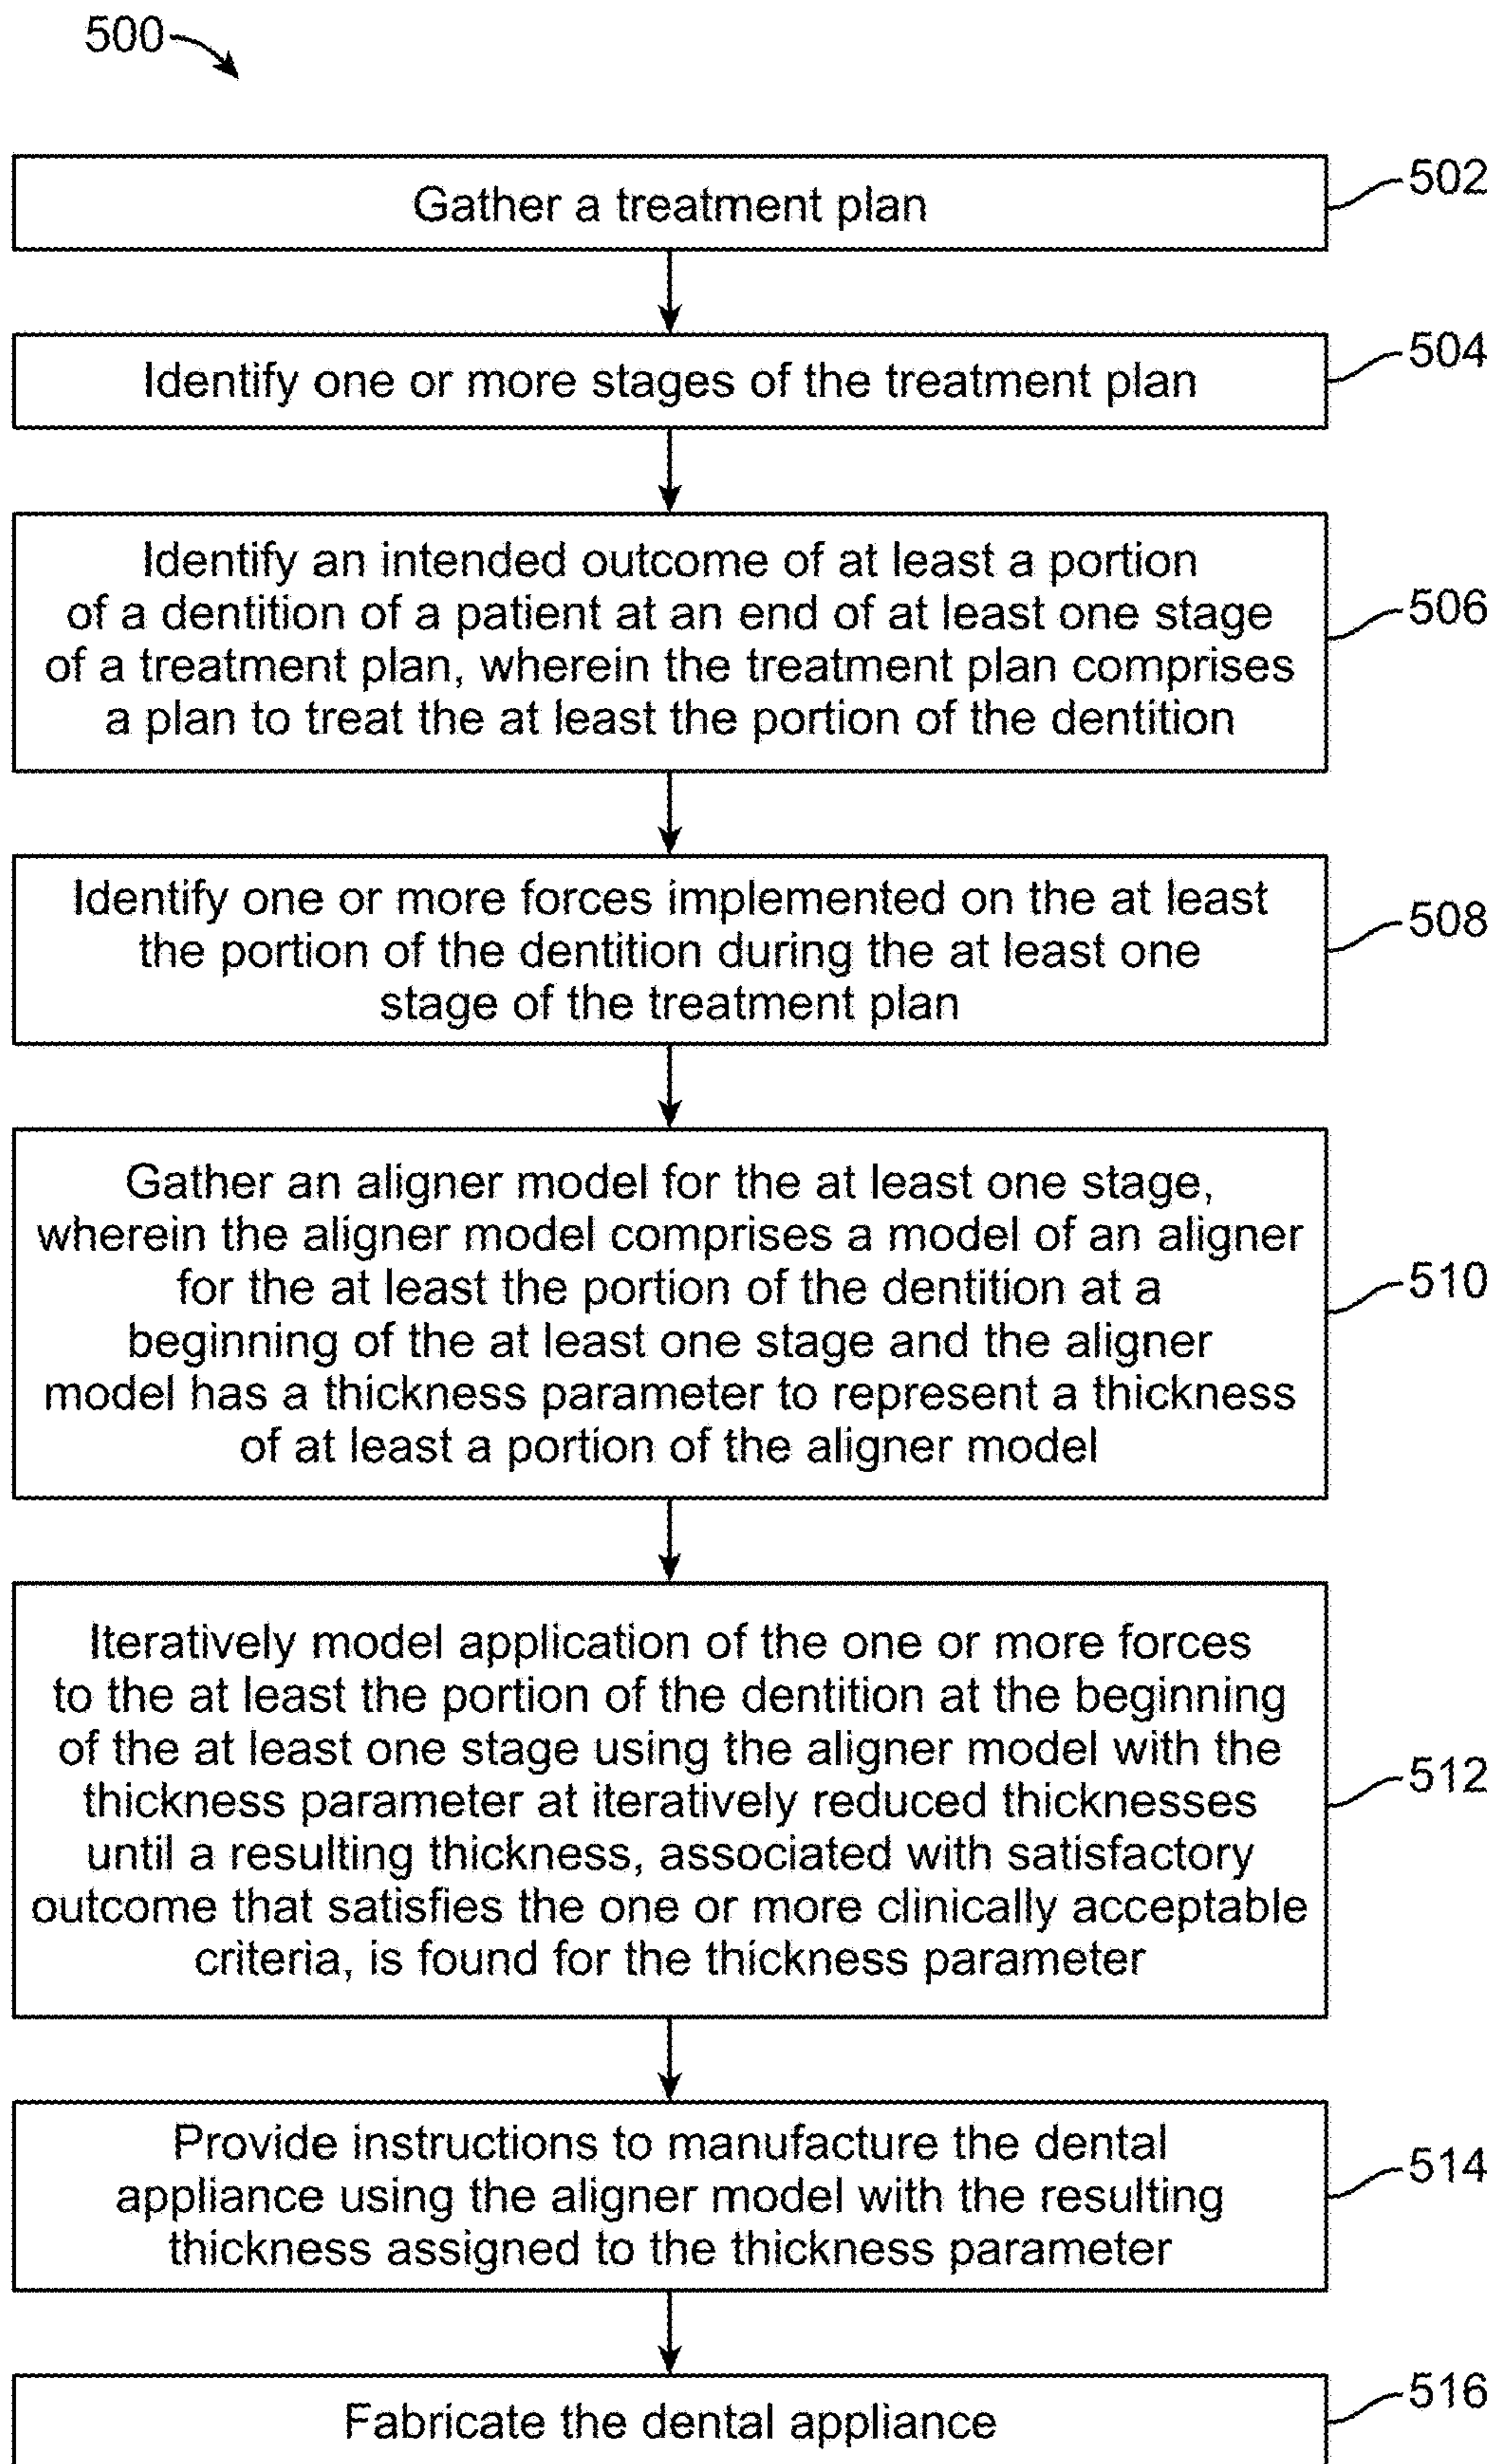 500
Gather a treatment plan
502
Identify one or more stages of the treatment plan
504
Identify an intended outcome of at least a portion
of a dentition of a patient at an end of at least one stage
of a treatment plan, wherein the treatment plan comprises
a plan to treat the at least the portion of the dentition
506
Identify one or more forces implemented on the at least
the portion of the dentition during the at least one
stage of the treatment plan
508
Gather an aligner model for the at least one stage,
wherein the aligner model comprises a model of an aligner
for the at least the portion of the dentition at a
beginning of the at least one stage and the aligner
model has a thickness parameter to represent a thickness
of at least a portion of the aligner model
510
Iteratively model application of the one or more forces
to the at least the portion of the dentition at the beginning
of the at least one stage using the aligner model with the
thickness parameter at iteratively reduced thicknesses
until a resulting thickness, associated with satisfactory
outcome that satisfies the one or more clinically acceptable
criteria, is found for the thickness parameter
512
Provide instructions to manufacture the dental
appliance using the aligner model with the resulting
thickness assigned to the thickness parameter
514
Fabricate the dental appliance
516